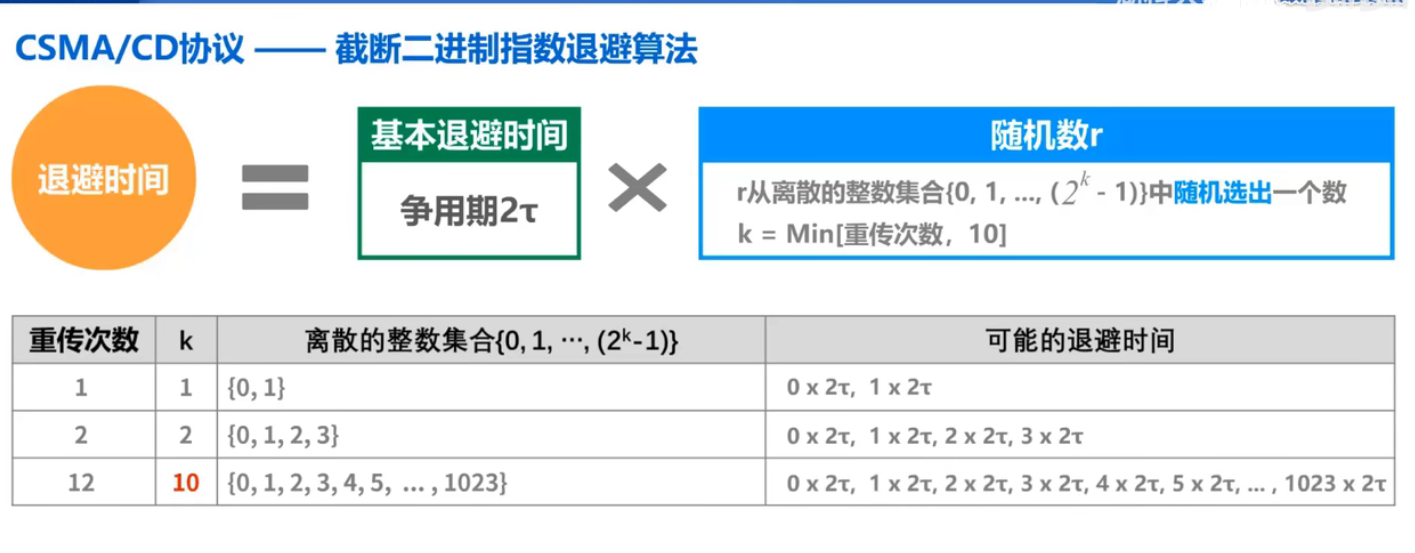 CSMA/CD协议 —— 截断二进制指数退避算法
退避时间
=
基本退避时间
争用期2τ
×
随机数r
r从离散的整数集合{0, 1, ..., (2^k - 1)}中随机选出一个数
k = Min[重传次数，10]
重传次数 k 离散的整数集合{0, 1, ···, (2^k-1)} 可能的退避时间
1 1 {0, 1} 0 x 2τ, 1 x 2τ
2 2 {0, 1, 2, 3} 0 x 2τ, 1 x 2τ, 2 x 2τ, 3 x 2τ
12 10 {0, 1, 2, 3, 4, 5, ... , 1023} 0 x 2τ, 1 x 2τ, 2 x 2τ, 3 x 2τ, 4 x 2τ, 5 x 2τ, ... , 1023 x 2τ